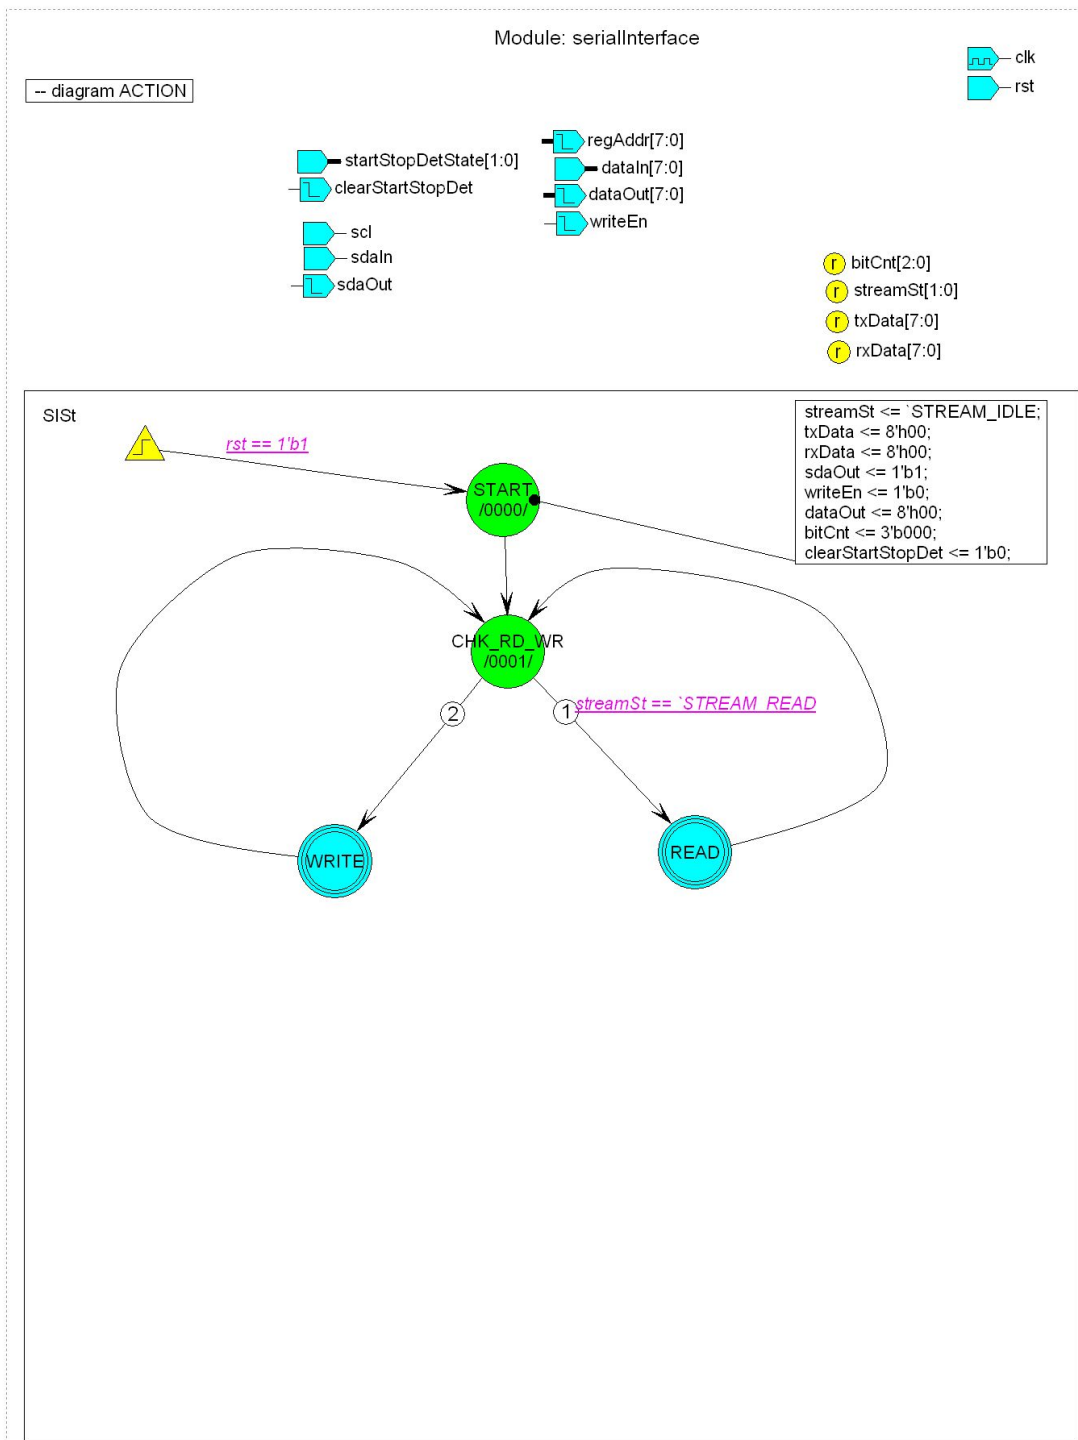 Module: serialInterface
clk
rst
-- diagram ACTION
startStopDetState[1:0]
clearStartStopDet
scl
sdaIn
sdaOut
regAddr[7:0]
dataIn[7:0]
dataOut[7:0]
writeEn
r bitCnt[2:0]
r streamSt[1:0]
r txData[7:0]
r rxData[7:0]
SISt
rst == 1'b1
START
/0000/
streamSt <= `STREAM_IDLE;
txData <= 8'h00;
rxData <= 8'h00;
sdaOut <= 1'b1;
writeEn <= 1'b0;
dataOut <= 8'h00;
bitCnt <= 3'b000;
clearStartStopDet <= 1'b0;
CHK_RD_WR
/0001/
2
1
streamSt == `STREAM_READ
WRITE
READ